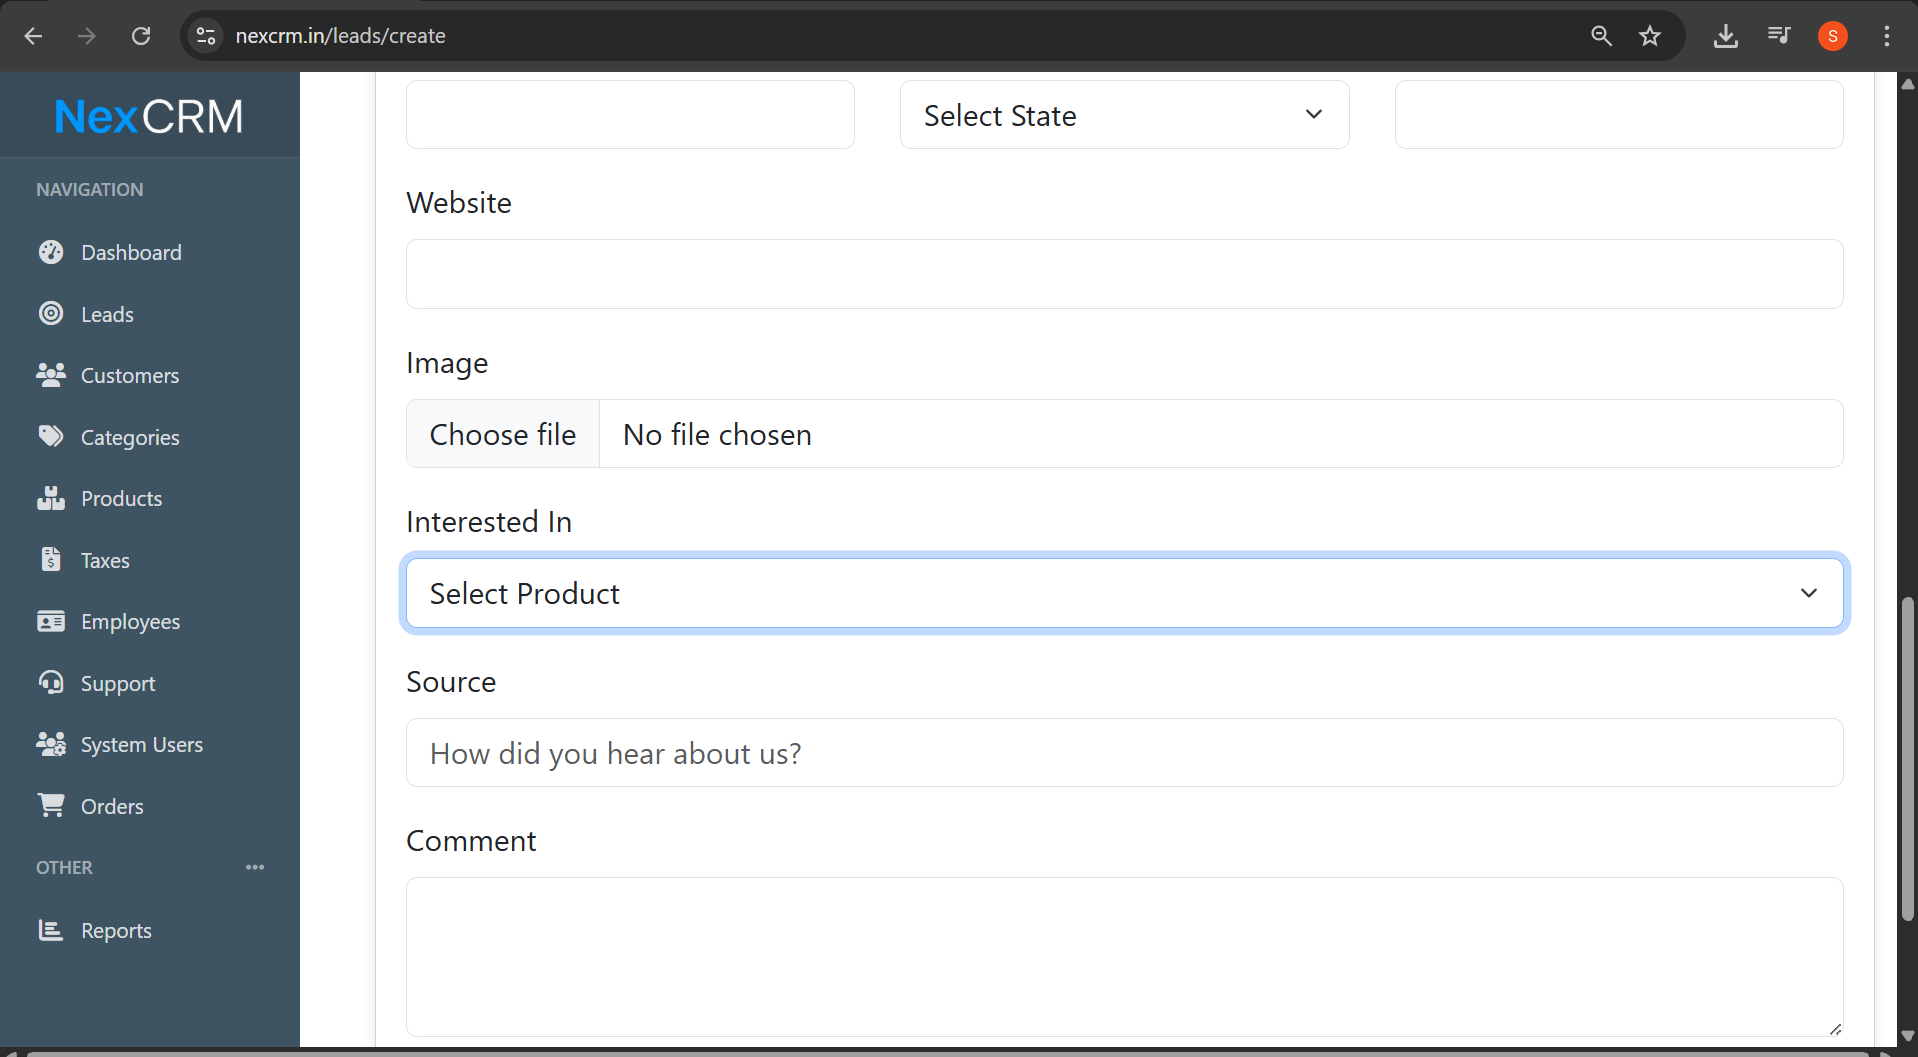 nexcrm.in/leads/create
S
NexCRM
NAVIGATION
Dashboard
Leads
Customers
Categories
Products
Taxes
Employees
Support
System Users
Orders
OTHER
Reports
Select State
Website
Image
Choose file No file chosen
Interested In
Select Product
Source
How did you hear about us?
Comment